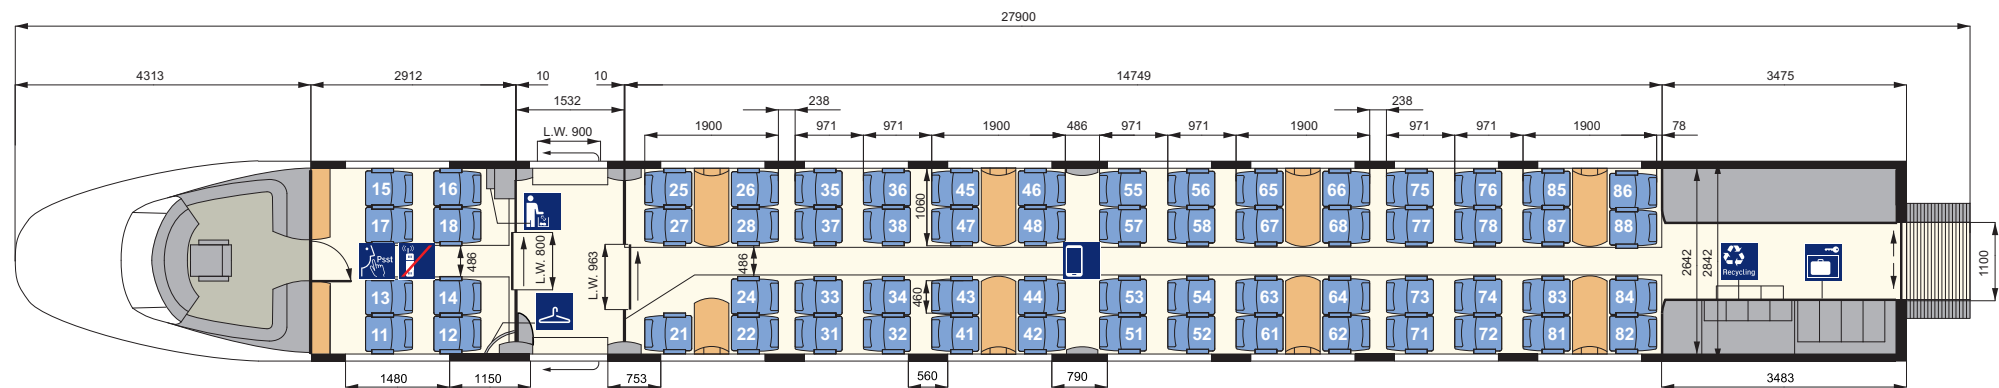 27900
4313 2912 10 10 14749 3475
1532 238 238
L.W. 900 1900 971 971 1900 486 971 971 1900 971 971 1900 78
15 16 25 26 35 36 45 46 55 56 65 66 75 76 85 86
1060
17 18 27 28 37 38 47 48 57 58 67 68 77 78 87 88
Psst 486 L.W. 800 L.W. 963 486 2642 2842 Recycling 1100
13 14 24 33 34 460 43 44 53 54 63 64 73 74 83 84
11 12 21 22 31 32 41 42 51 52 61 62 71 72 81 82
1480 1150 753 560 790 3483